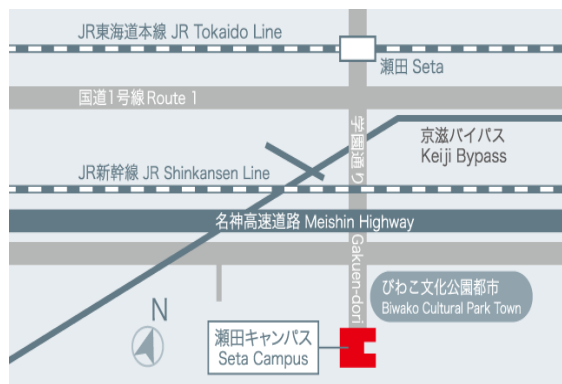 JR東海道本線 JR Tokaido Line
瀬田 Seta
国道1号線 Route 1
学園通り Gakuen-dori
京滋バイパス
Keiji Bypass
JR新幹線 JR Shinkansen Line
名神高速道路 Meishin Highway
びわこ文化公園都市
Biwako Cultural Park Town
N
瀬田キャンパス
Seta Campus